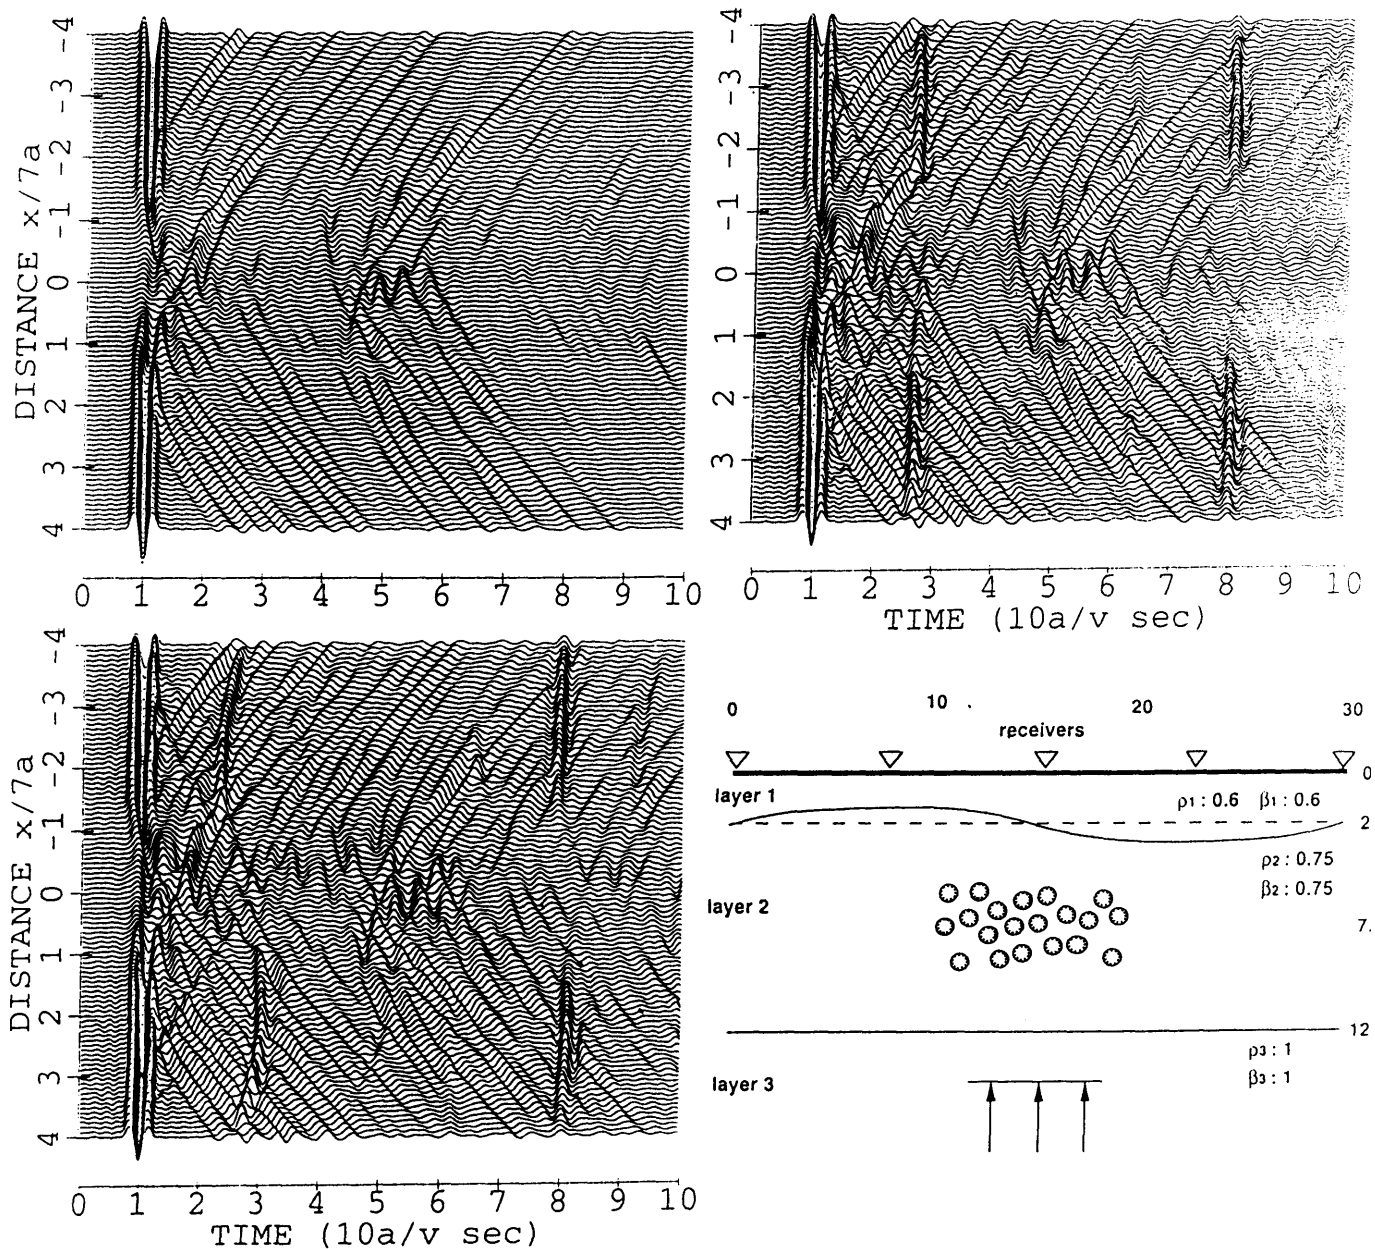 DISTANCE x/7a
-4
-3
-2
-1
0
1
2
3
4
0 1 2 3 4 5 6 7 8 9 10
-4
-3
-2
-1
0
1
2
3
4
0 1 2 3 4 5 6 7 8 9 10
TIME (10a/v sec)
DISTANCE x/7a
-4
-3
-2
-1
0
1
2
3
4
0 1 2 3 4 5 6 7 8 9 10
TIME (10a/v sec)
0 10 20 30
receivers
0
layer 1
ρ1 : 0.6 β1 : 0.6
2
ρ2 : 0.75
β2 : 0.75
layer 2
7.
12
ρ3 : 1
β3 : 1
layer 3